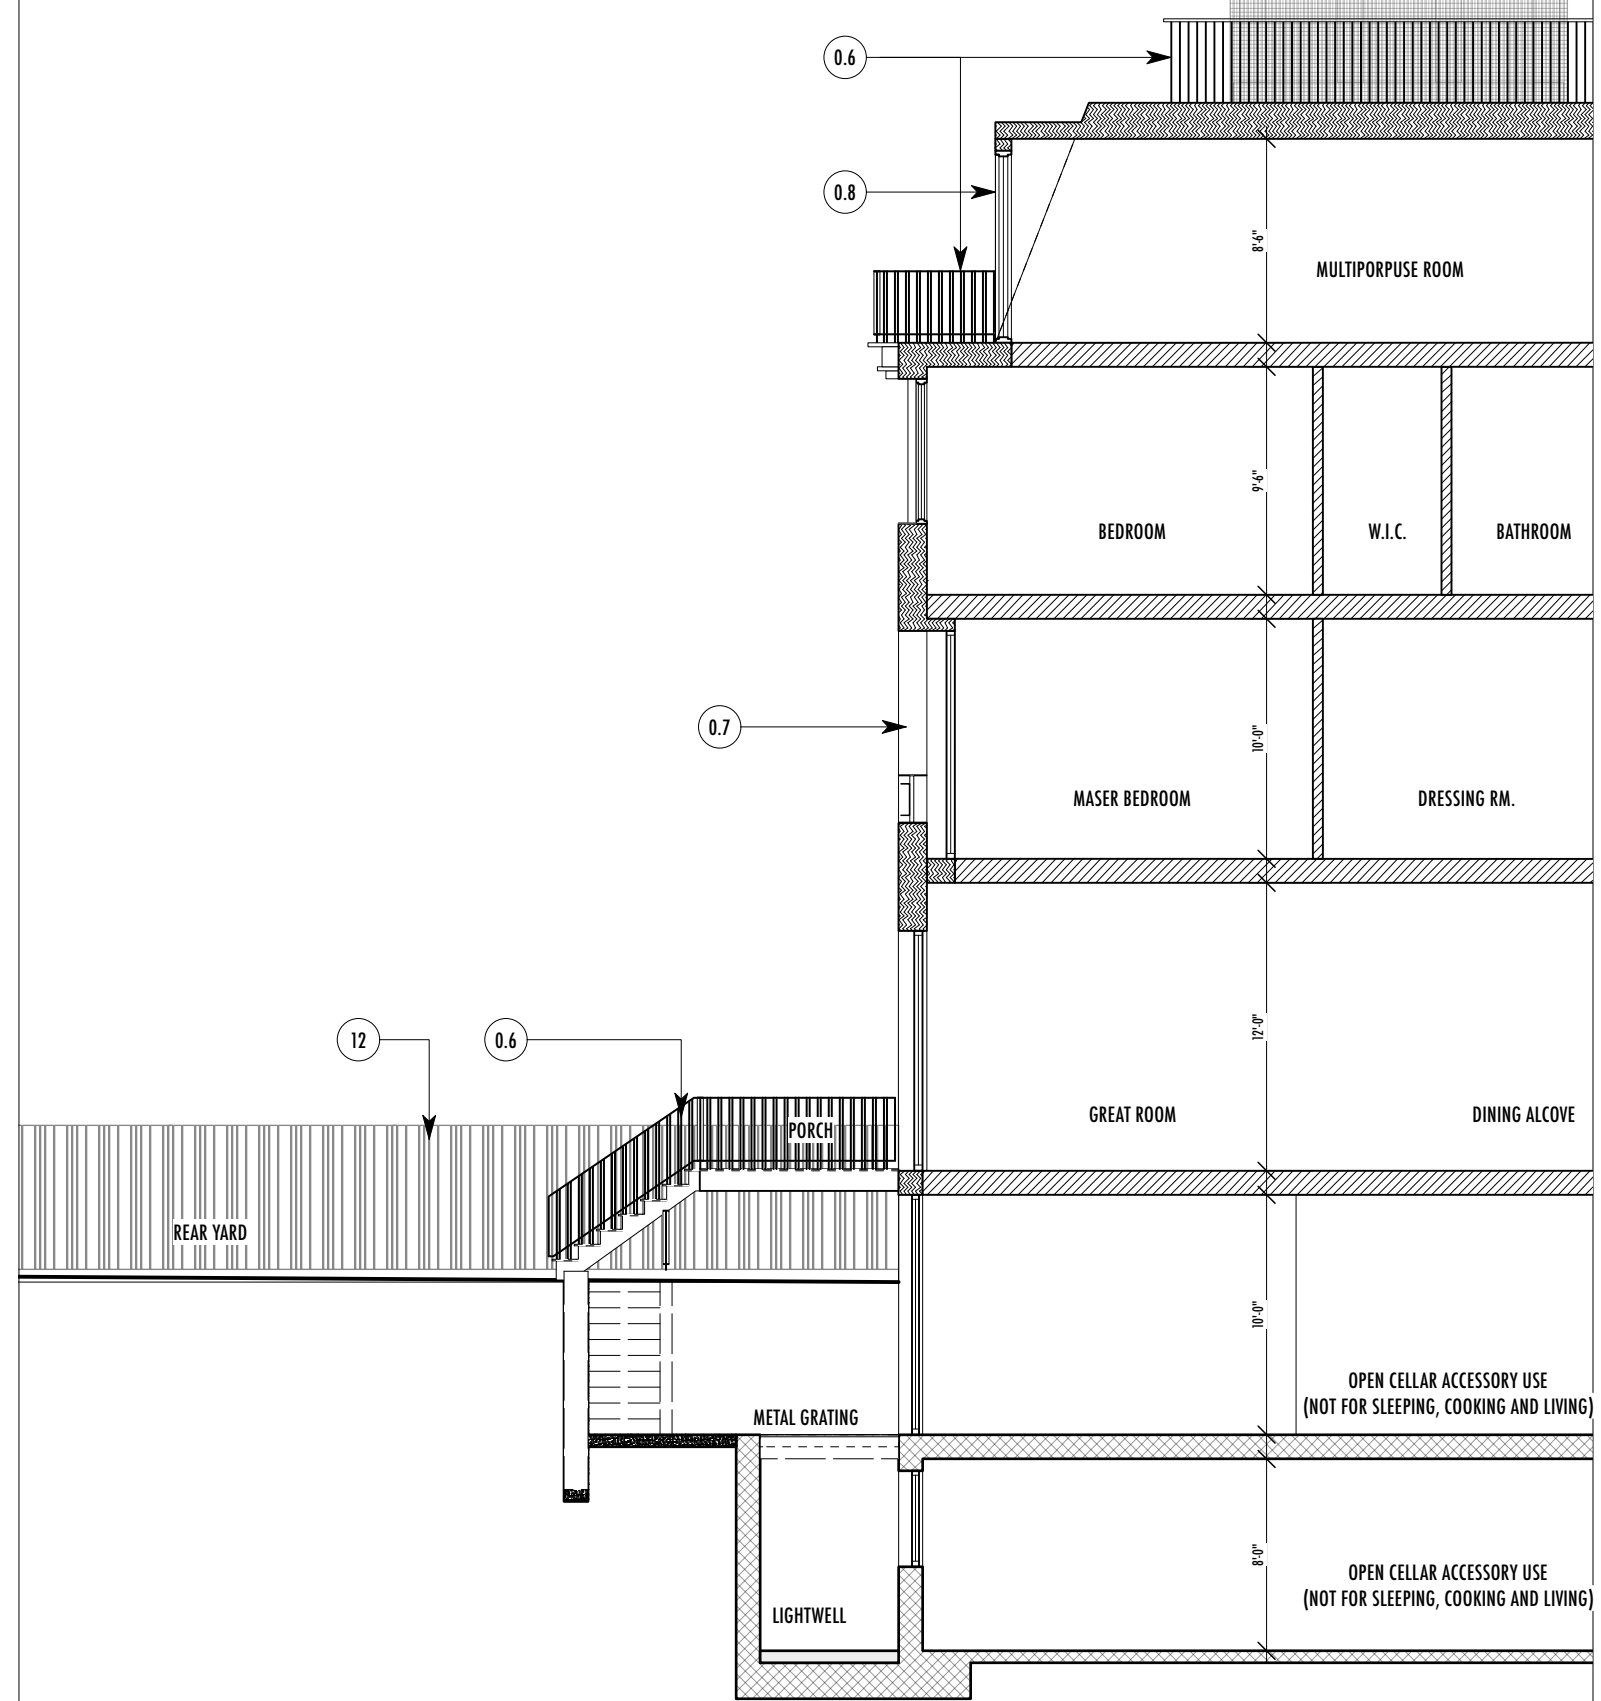 0.6
0.8
8'-6"
MULTIPORPUSE ROOM
9'-6"
BEDROOM
W.I.C.
BATHROOM
0.7
10'-0"
MASER BEDROOM
DRESSING RM.
12
0.6
12'-0"
GREAT ROOM
DINING ALCOVE
PORCH
REAR YARD
10'-0"
OPEN CELLAR ACCESSORY USE
(NOT FOR SLEEPING, COOKING AND LIVING)
METAL GRATING
8'-0"
OPEN CELLAR ACCESSORY USE
(NOT FOR SLEEPING, COOKING AND LIVING)
LIGHTWELL